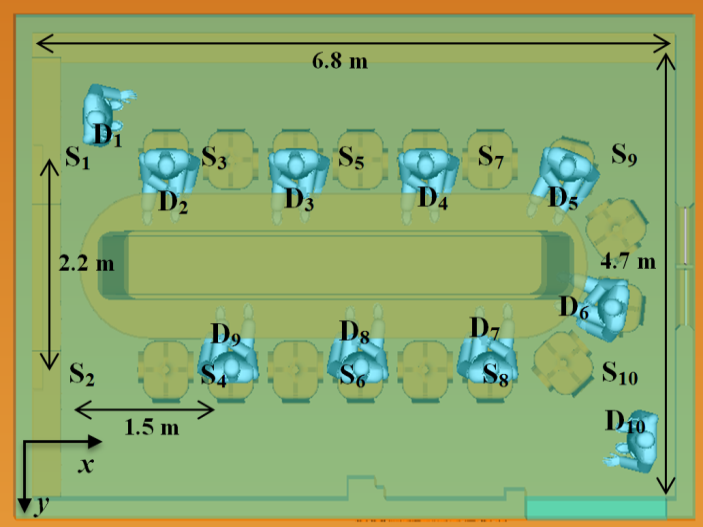 6.8 m
D1
S1 S3 S5 S7 S9
D2 D3 D4 D5
2.2 m 4.7 m
D6
D9 D8 D7
S2 S4 S6 S8 S10
1.5 m
D10
x
y